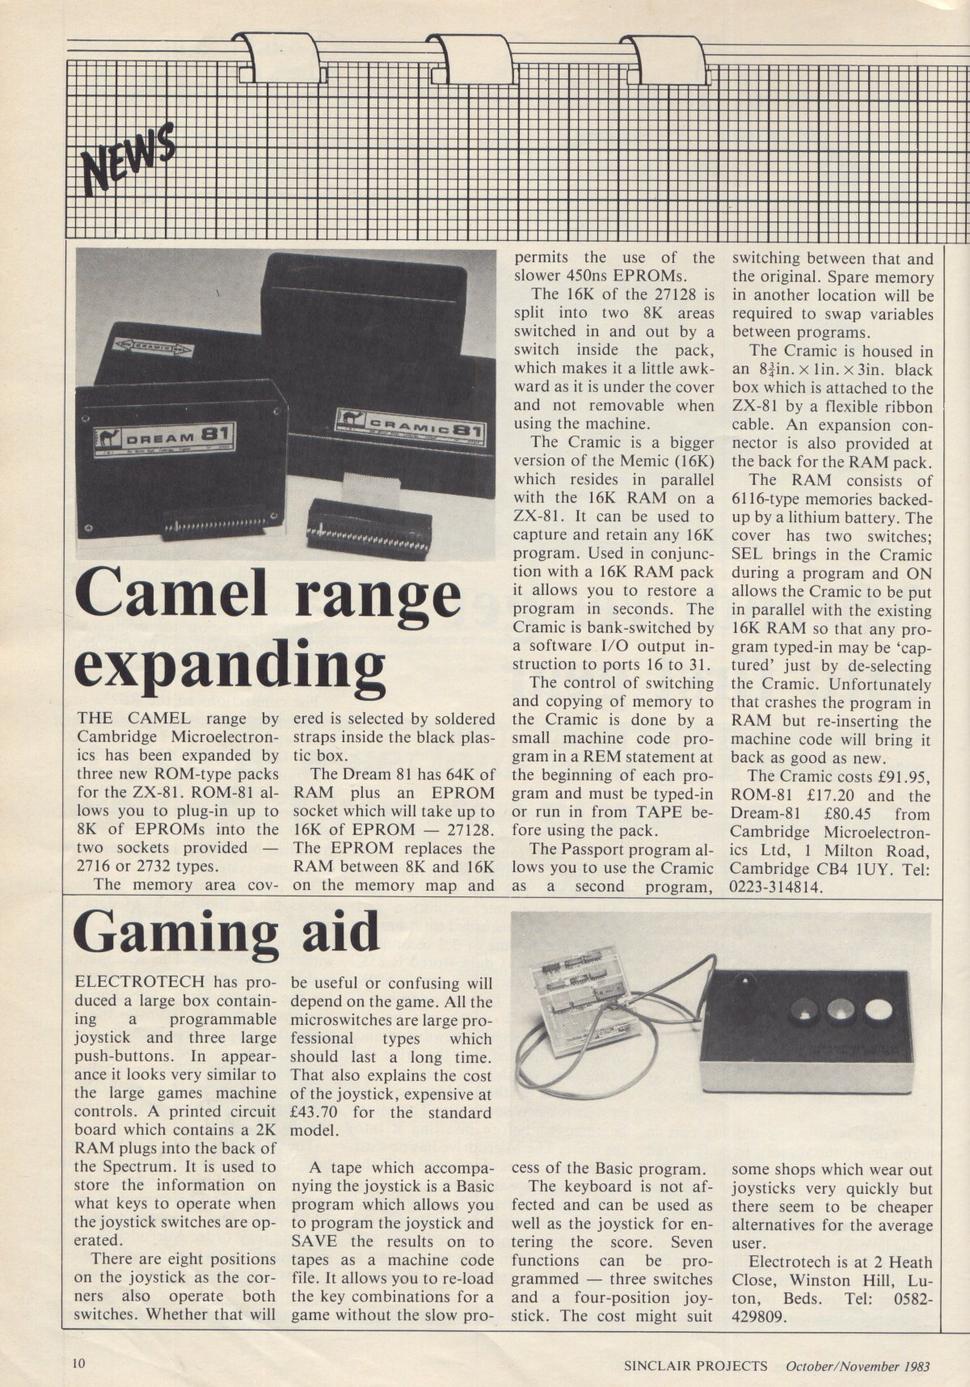 NEWS
CRAMIC
DREAM 81
CRAMIC 81
Camel range
expanding
THE CAMEL range by
Cambridge Microelectron-
ics has been expanded by
three new ROM-type packs
for the ZX-81. ROM-81 al-
lows you to plug-in up to
8K of EPROMs into the
two sockets provided —
2716 or 2732 types.
The memory area cov-
ered is selected by soldered
straps inside the black plas-
tic box.
The Dream 81 has 64K of
RAM plus an EPROM
socket which will take up to
16K of EPROM — 27128.
The EPROM replaces the
RAM between 8K and 16K
on the memory map and
permits the use of the
slower 450ns EPROMs.
The 16K of the 27128 is
split into two 8K areas
switched in and out by a
switch inside the pack,
which makes it a little awk-
ward as it is under the cover
and not removable when
using the machine.
The Cramic is a bigger
version of the Memic (16K)
which resides in parallel
with the 16K RAM on a
ZX-81. It can be used to
capture and retain any 16K
program. Used in conjunc-
tion with a 16K RAM pack
it allows you to restore a
program in seconds. The
Cramic is bank-switched by
a software I/O output in-
struction to ports 16 to 31.
The control of switching
and copying of memory to
the Cramic is done by a
small machine code pro-
gram in a REM statement at
the beginning of each pro-
gram and must be typed-in
or run in from TAPE be-
fore using the pack.
The Passport program al-
lows you to use the Cramic
as a second program,
switching between that and
the original. Spare memory
in another location will be
required to swap variables
between programs.
The Cramic is housed in
an 8¾in. × 1in. × 3in. black
box which is attached to the
ZX-81 by a flexible ribbon
cable. An expansion con-
nector is also provided at
the back for the RAM pack.
The RAM consists of
6116-type memories backed-
up by a lithium battery. The
cover has two switches;
SEL brings in the Cramic
during a program and ON
allows the Cramic to be put
in parallel with the existing
16K RAM so that any pro-
gram typed-in may be ‘cap-
tured’ just by de-selecting
the Cramic. Unfortunately
that crashes the program in
RAM but re-inserting the
machine code will bring it
back as good as new.
The Cramic costs £91.95,
ROM-81 £17.20 and the
Dream-81 £80.45 from
Cambridge Microelectron-
ics Ltd, 1 Milton Road,
Cambridge CB4 1UY. Tel:
0223-314814.
Gaming aid
ELECTROTECH has pro-
duced a large box contain-
ing a programmable
joystick and three large
push-buttons. In appear-
ance it looks very similar to
the large games machine
controls. A printed circuit
board which contains a 2K
RAM plugs into the back of
the Spectrum. It is used to
store the information on
what keys to operate when
the joystick switches are op-
erated.
There are eight positions
on the joystick as the cor-
ners also operate both
switches. Whether that will
be useful or confusing will
depend on the game. All the
microswitches are large pro-
fessional types which
should last a long time.
That also explains the cost
of the joystick, expensive at
£43.70 for the standard
model.
A tape which accompa-
nying the joystick is a Basic
program which allows you
to program the joystick and
SAVE the results on to
tapes as a machine code
file. It allows you to re-load
the key combinations for a
game without the slow pro-
cess of the Basic program.
The keyboard is not af-
fected and can be used as
well as the joystick for en-
tering the score. Seven
functions can be pro-
grammed — three switches
and a four-position joy-
stick. The cost might suit
some shops which wear out
joysticks very quickly but
there seem to be cheaper
alternatives for the average
user.
Electrotech is at 2 Heath
Close, Winston Hill, Lu-
ton, Beds. Tel: 0582-
429809.
10
SINCLAIR PROJECTS October/November 1983